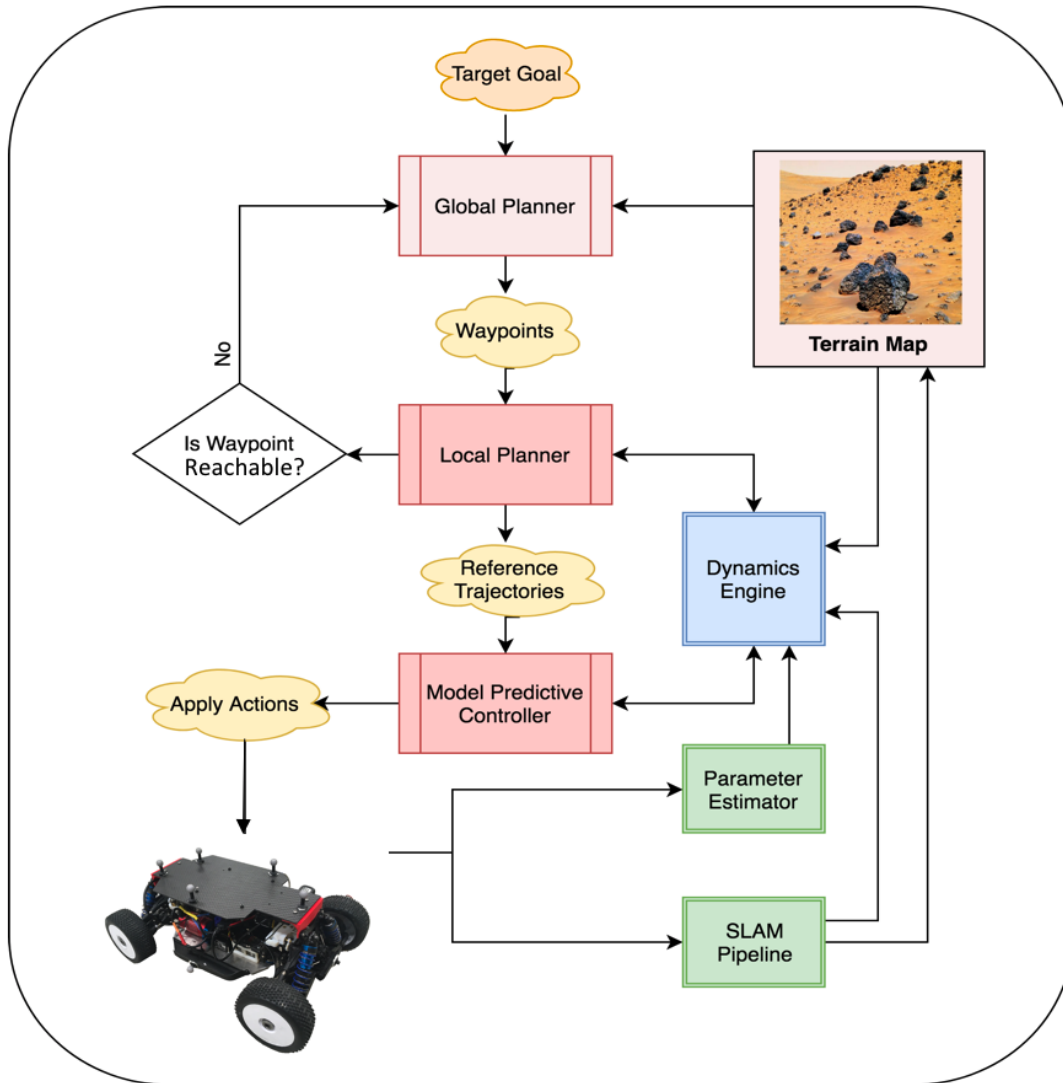 Target Goal
Global Planner
Terrain Map
Waypoints
No
Is Waypoint
Reachable?
Local Planner
Dynamics
Engine
Reference
Trajectories
Apply Actions
Model Predictive
Controller
Parameter
Estimator
SLAM
Pipeline